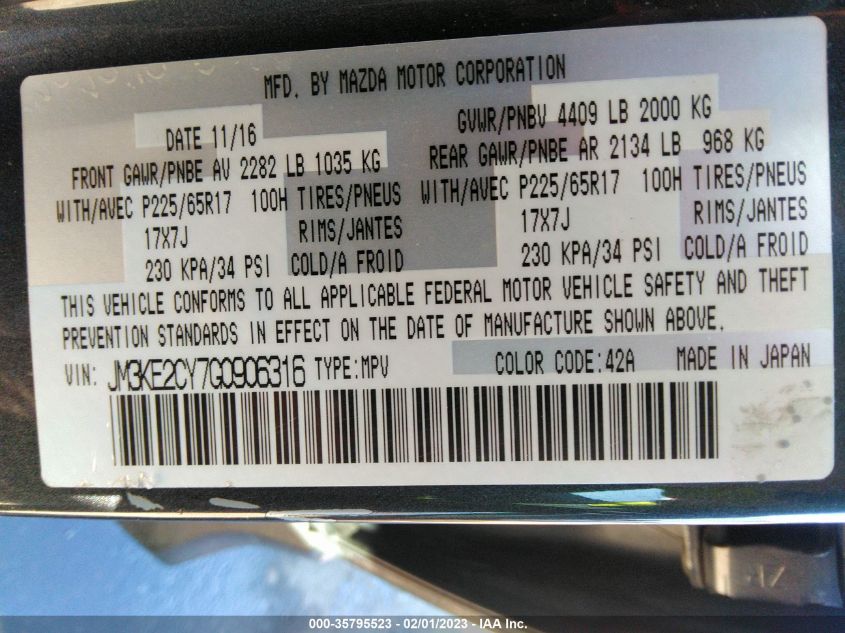 MFD. BY MAZDA MOTOR CORPORATION
DATE 11/16
GVWR/PNBV 4409 LB 2000 KG
FRONT GAWR/PNBE AV 2282 LB 1035 KG
REAR GAWR/PNBE AR 2134 LB 968 KG
WITH/AVEC P225/65R17 100H TIRES/PNEUS
WITH/AVEC P225/65R17 100H TIRES/PNEUS
17X7J RIMS/JANTES
17X7J RIMS/JANTES
230 KPA/34 PSI COLD/A FROID
230 KPA/34 PSI COLD/A FROID
THIS VEHICLE CONFORMS TO ALL APPLICABLE FEDERAL MOTOR VEHICLE SAFETY AND THEFT
PREVENTION STANDARDS IN EFFECT ON THE DATE OF MANUFACTURE SHOWN ABOVE.
VIN: JM3KE2CY7G0906316 TYPE:MPV COLOR CODE:42A MADE IN JAPAN
000-35795523 - 02/01/2023 - IAA Inc.